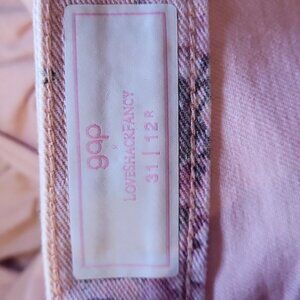 gap
×
LOVESHACKFANCY
31 | 12 R